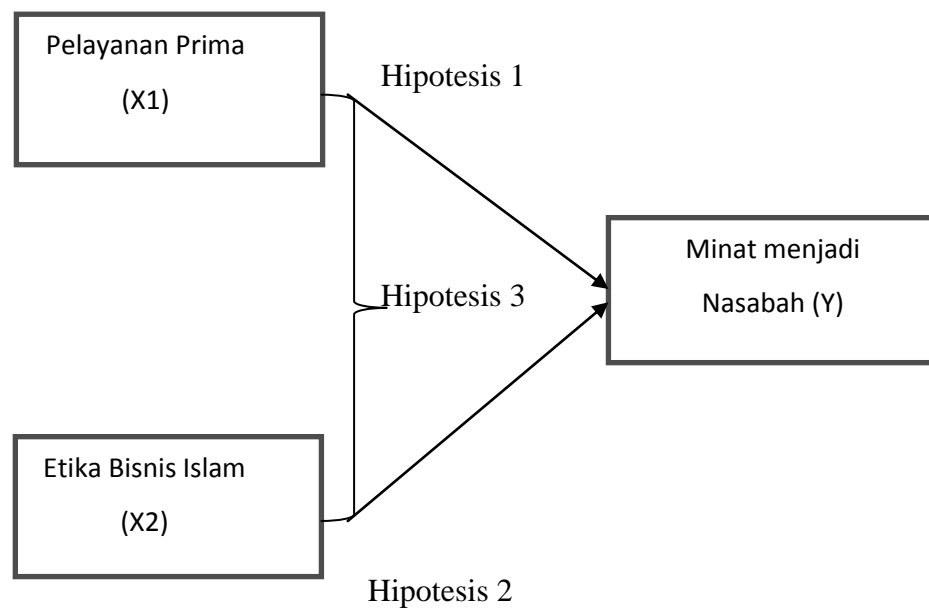 Pelayanan Prima
(X1)
Hipotesis 1
Minat menjadi
Nasabah (Y)
Hipotesis 3
Etika Bisnis Islam
(X2)
Hipotesis 2